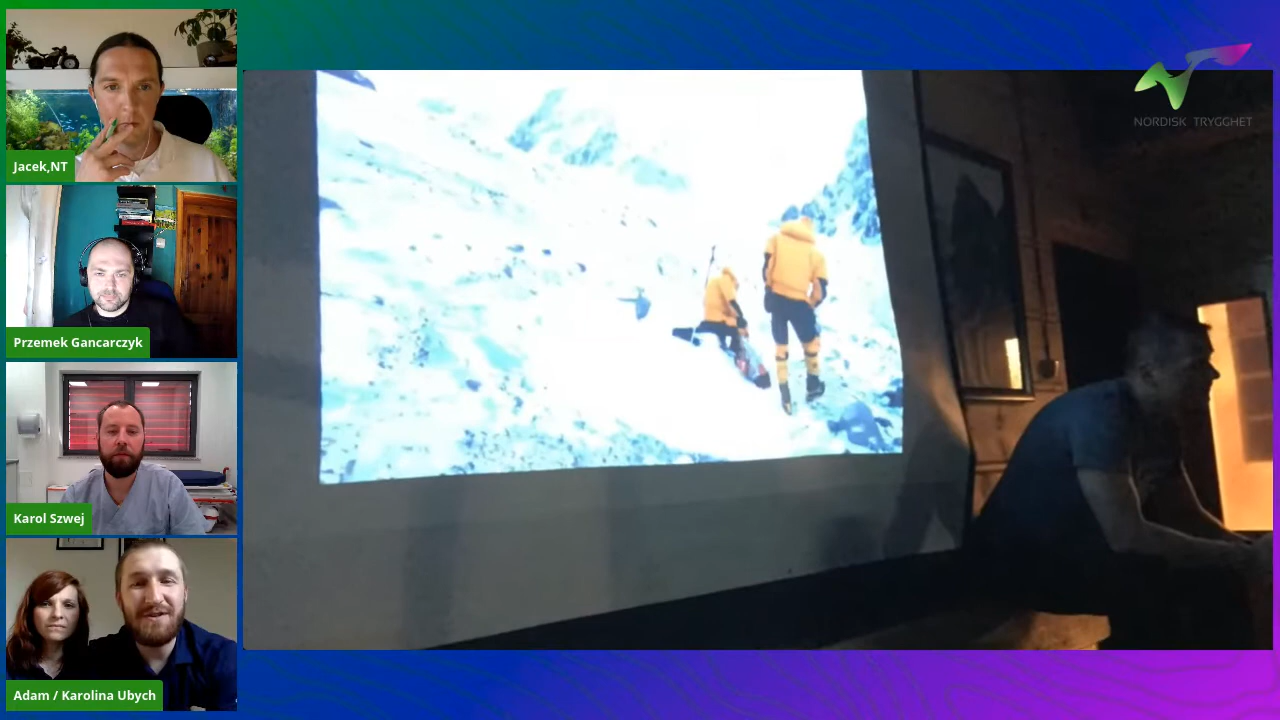 Jacek,NT
Przemek Gancarczyk
Karol Szwej
Adam / Karolina Ubych
NORDISK TRYGGHET